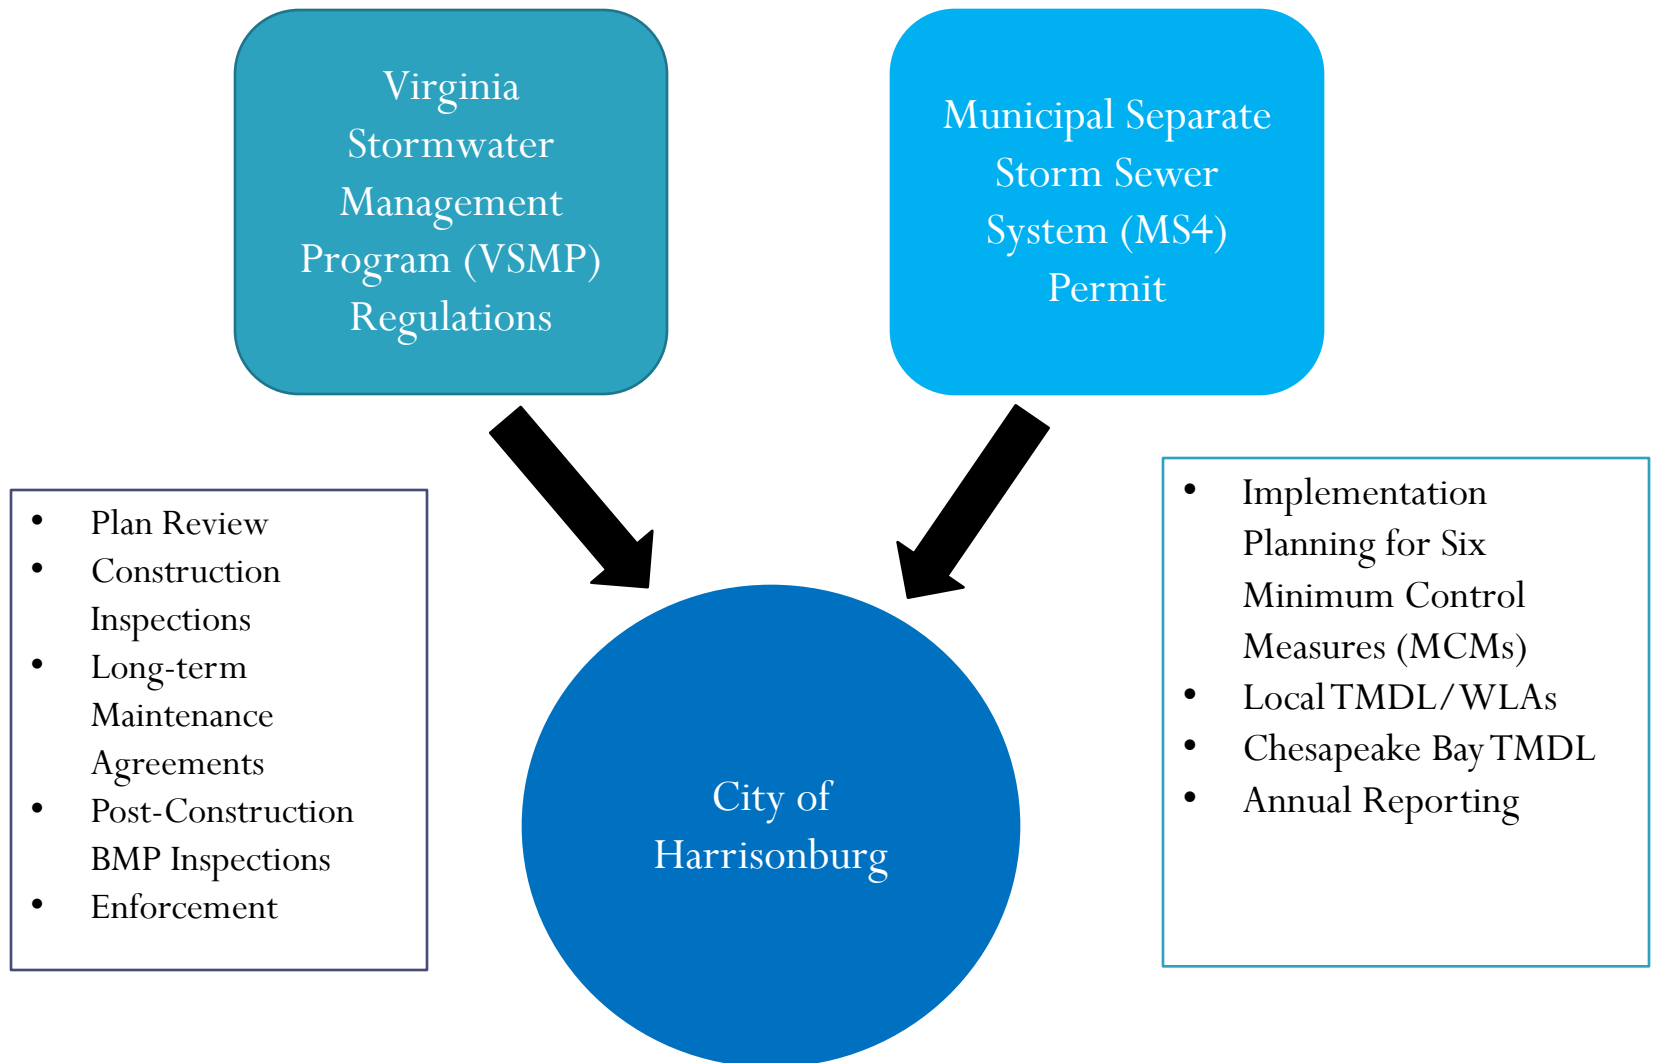 Virginia
Stormwater
Management
Program (VSMP)
Regulations
Municipal Separate
Storm Sewer
System (MS4)
Permit
• Plan Review
• Construction
Inspections
• Long-term
Maintenance
Agreements
• Post-Construction
BMP Inspections
• Enforcement
• Implementation
Planning for Six
Minimum Control
Measures (MCMs)
• Local TMDL/WLAs
• Chesapeake Bay TMDL
• Annual Reporting
City of
Harrisonburg